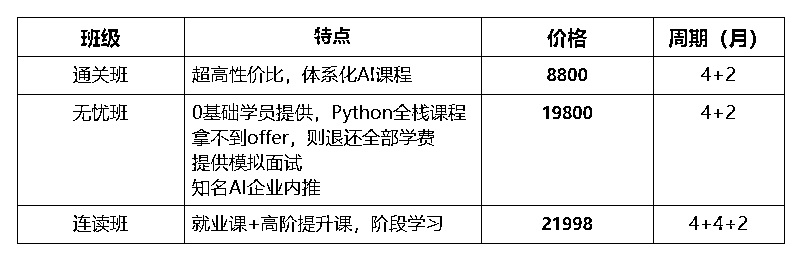 班级 特点 价格 周期（月）
通关班 超高性价比，体系化AI课程 8800 4+2
无忧班 0基础学员提供，Python全栈课程 19800 4+2
拿不到offer，则退还全部学费
提供模拟面试
知名AI企业内推
连读班 就业课+高阶提升课，阶段学习 21998 4+4+2